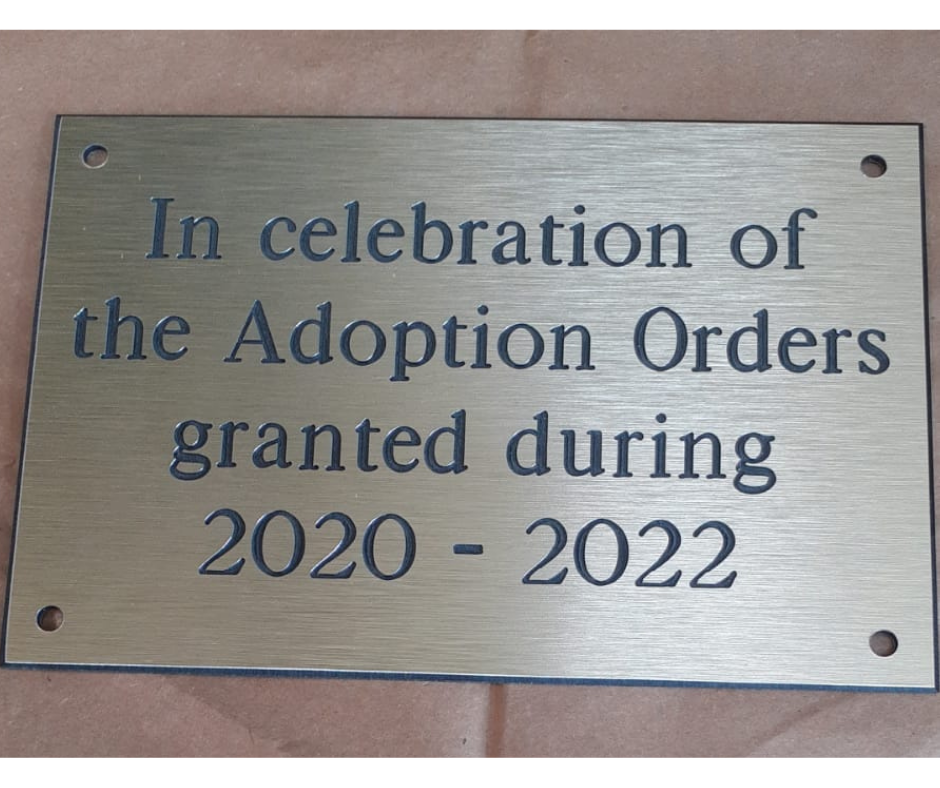 In celebration of
the Adoption Orders
granted during
2020 - 2022